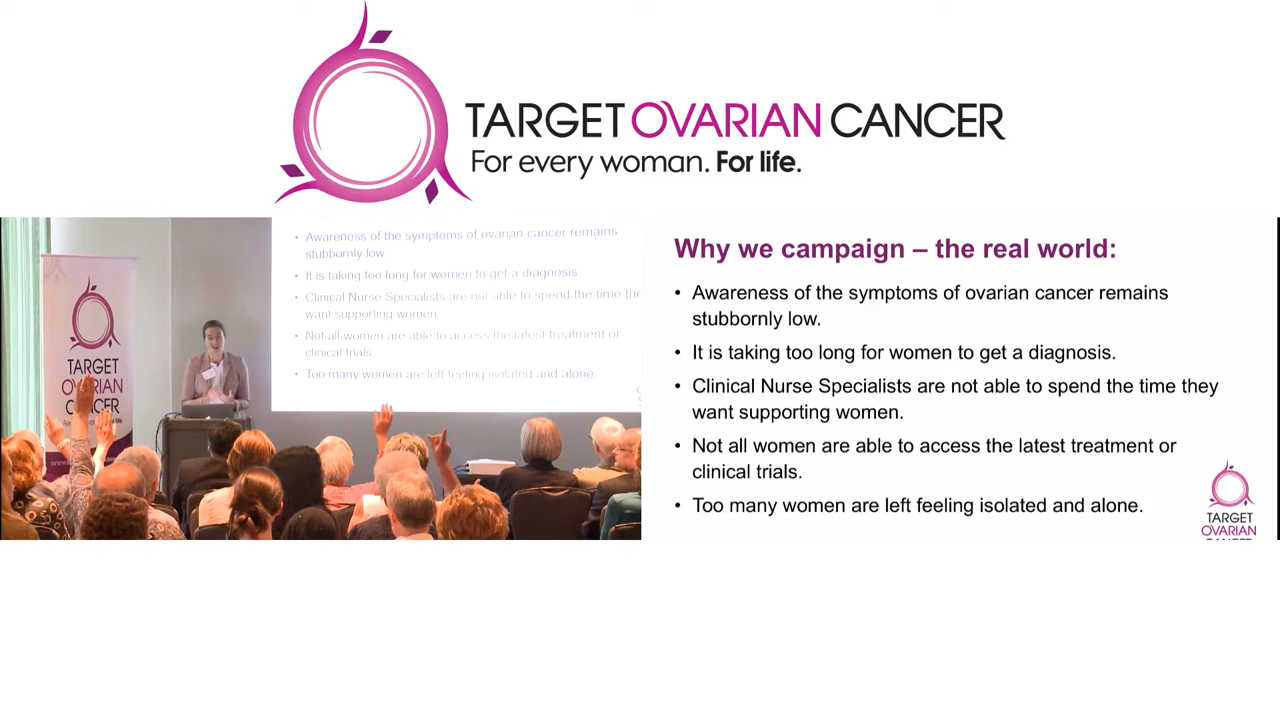 TARGET OVARIAN CANCER
For every woman. For life.
TARGET
OVARIAN
CANCER
• Awareness of the symptoms of ovarian cancer remains
stubbornly low.
• It is taking too long for women to get a diagnosis.
• Clinical Nurse Specialists are not able to spend the time the
want supporting women
• Not all women are able to access the latest treatment or
clinical trials.
• Too many women are left feeling isolated and alone.
Why we campaign – the real world:
• Awareness of the symptoms of ovarian cancer remains
stubbornly low.
• It is taking too long for women to get a diagnosis.
• Clinical Nurse Specialists are not able to spend the time they
want supporting women.
• Not all women are able to access the latest treatment or
clinical trials.
• Too many women are left feeling isolated and alone.
TARGET
OVARIAN
CANCER